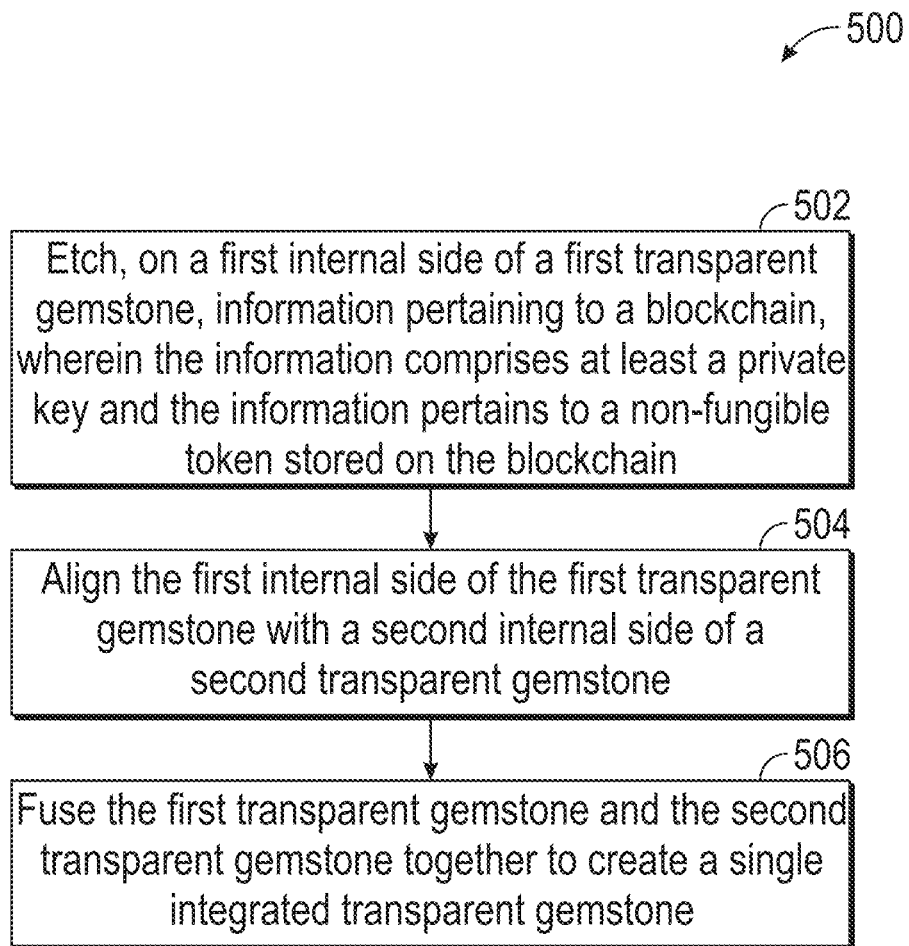 500
502
Etch, on a first internal side of a first transparent
gemstone, information pertaining to a blockchain,
wherein the information comprises at least a private
key and the information pertains to a non-fungible
token stored on the blockchain
504
Align the first internal side of the first transparent
gemstone with a second internal side of a
second transparent gemstone
506
Fuse the first transparent gemstone and the second
transparent gemstone together to create a single
integrated transparent gemstone